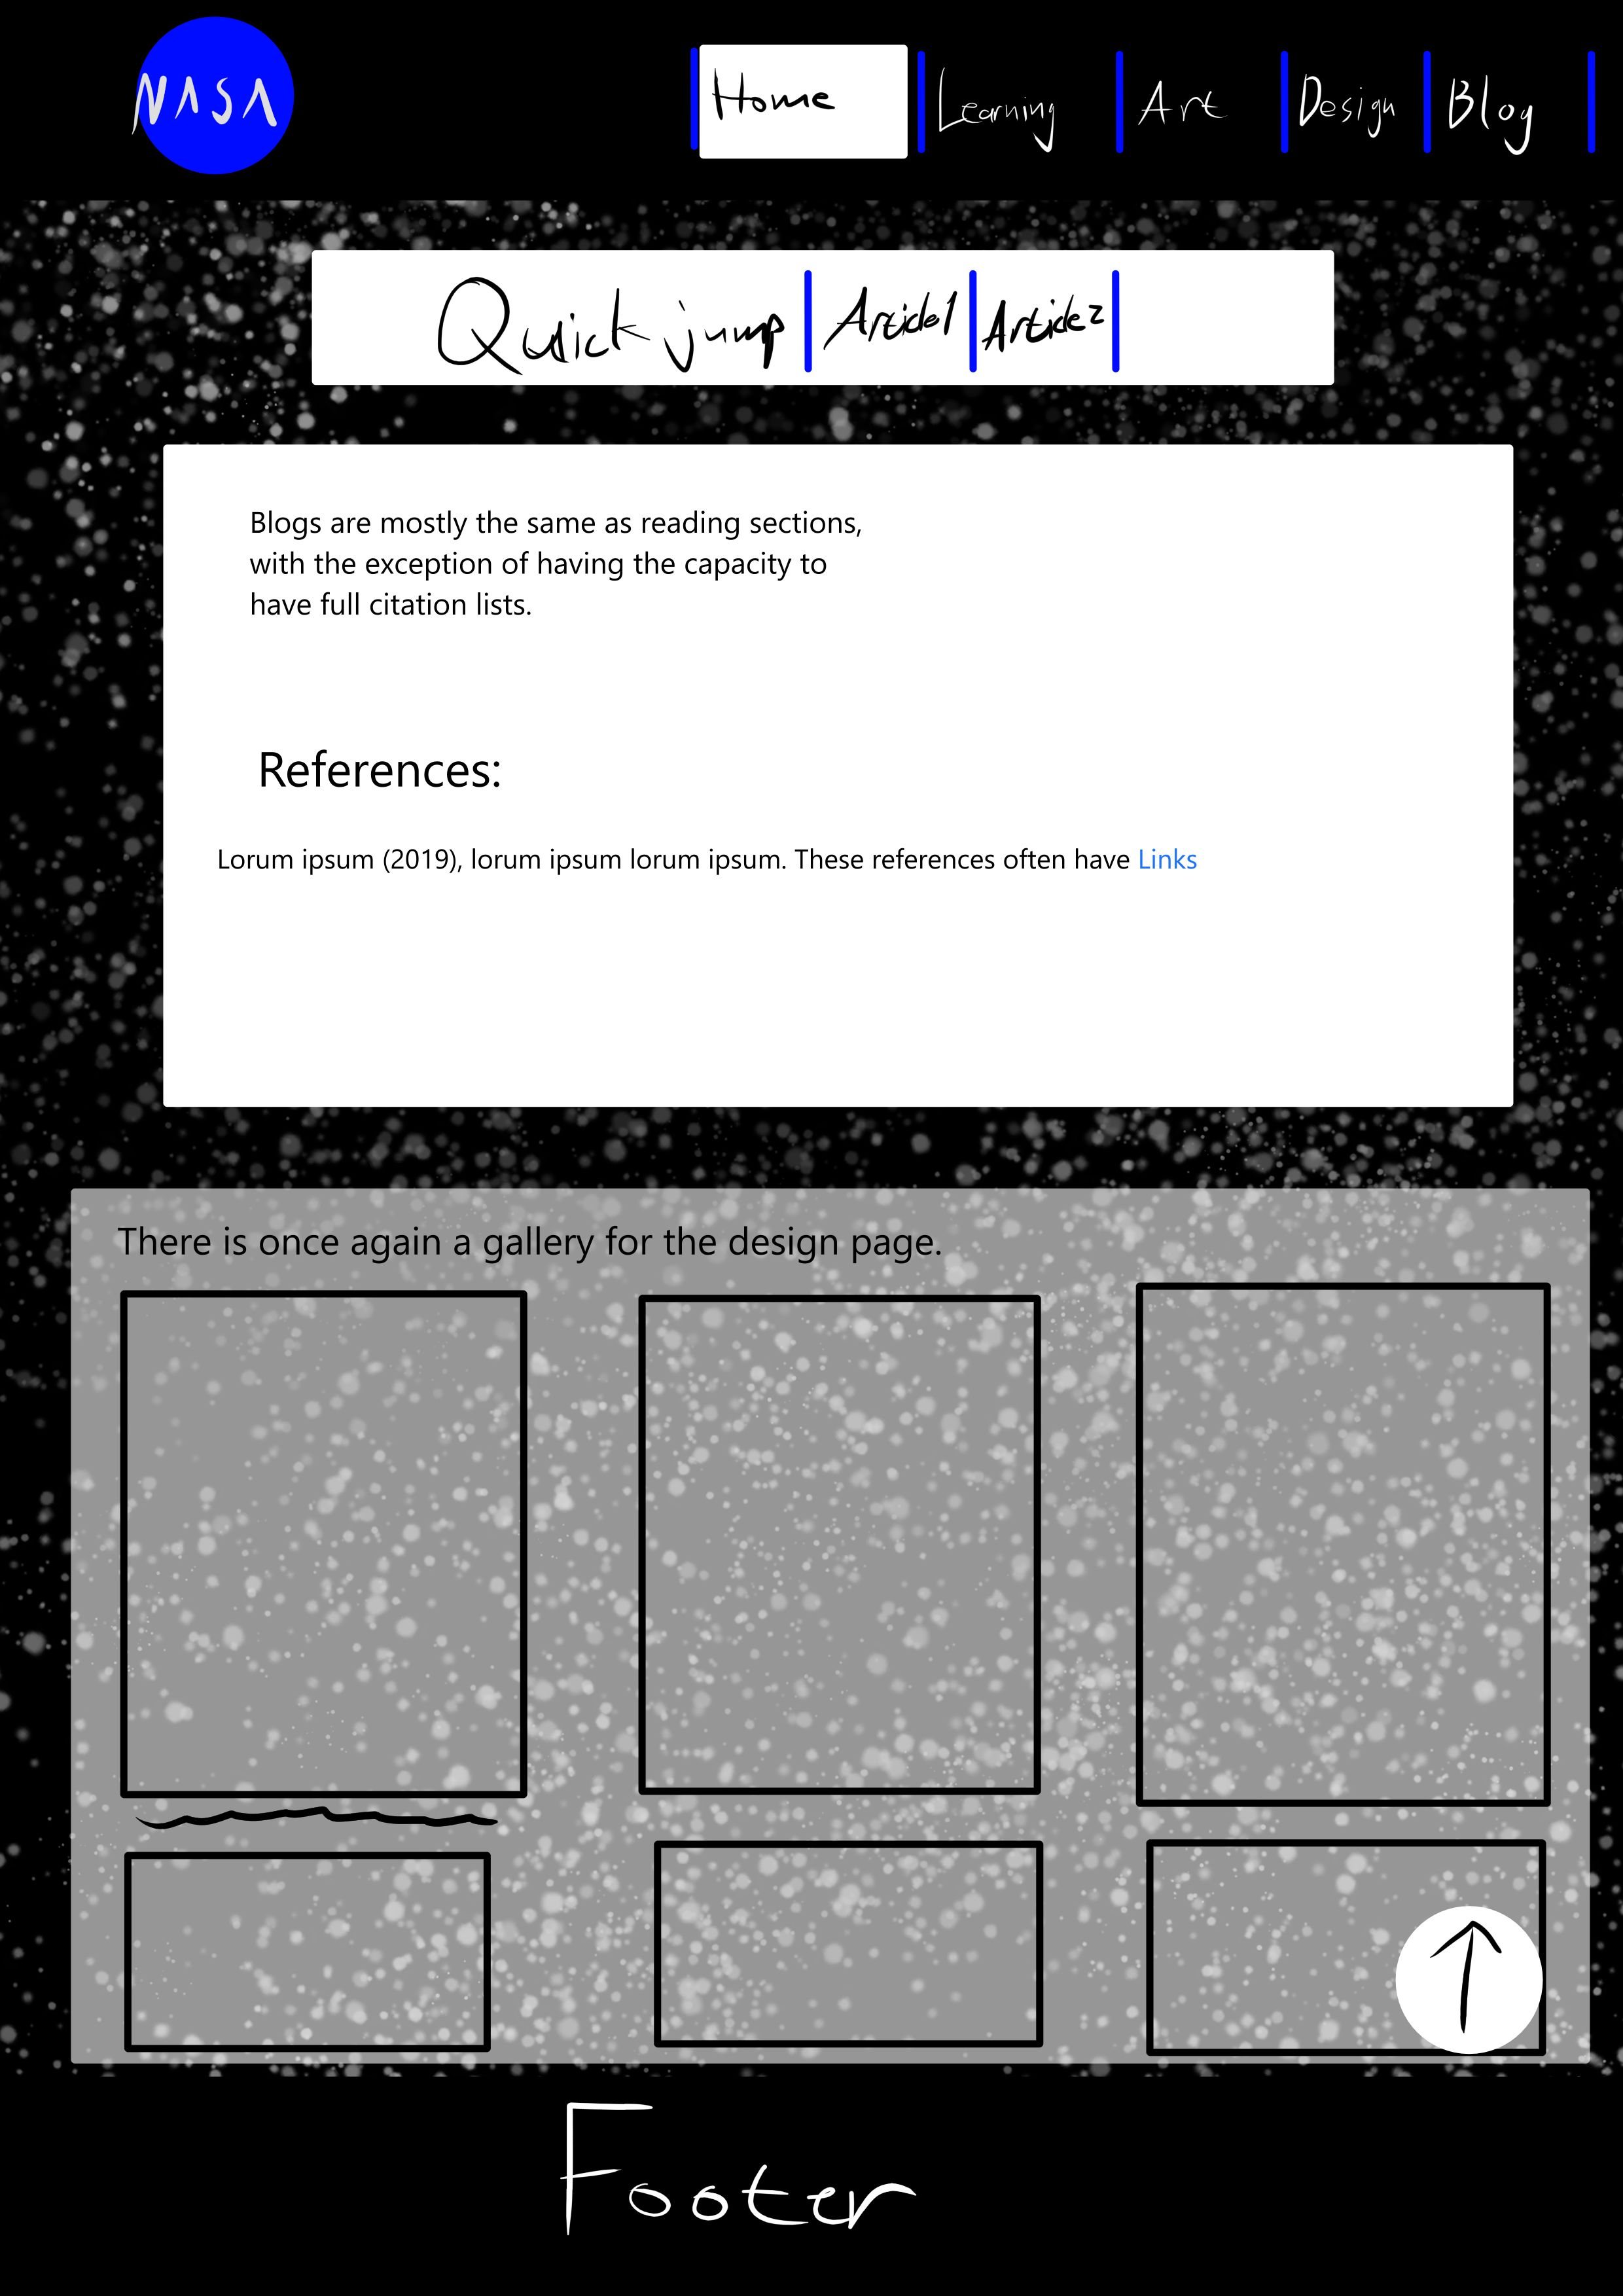 NASA
Home
Learning
Art
Design
Blog
Quick jump
Article1
Article2
Blogs are mostly the same as reading sections,
with the exception of having the capacity to
have full citation lists.
References:
Lorum ipsum (2019), lorum ipsum lorum ipsum. These references often have Links
There is once again a gallery for the design page.
Footer